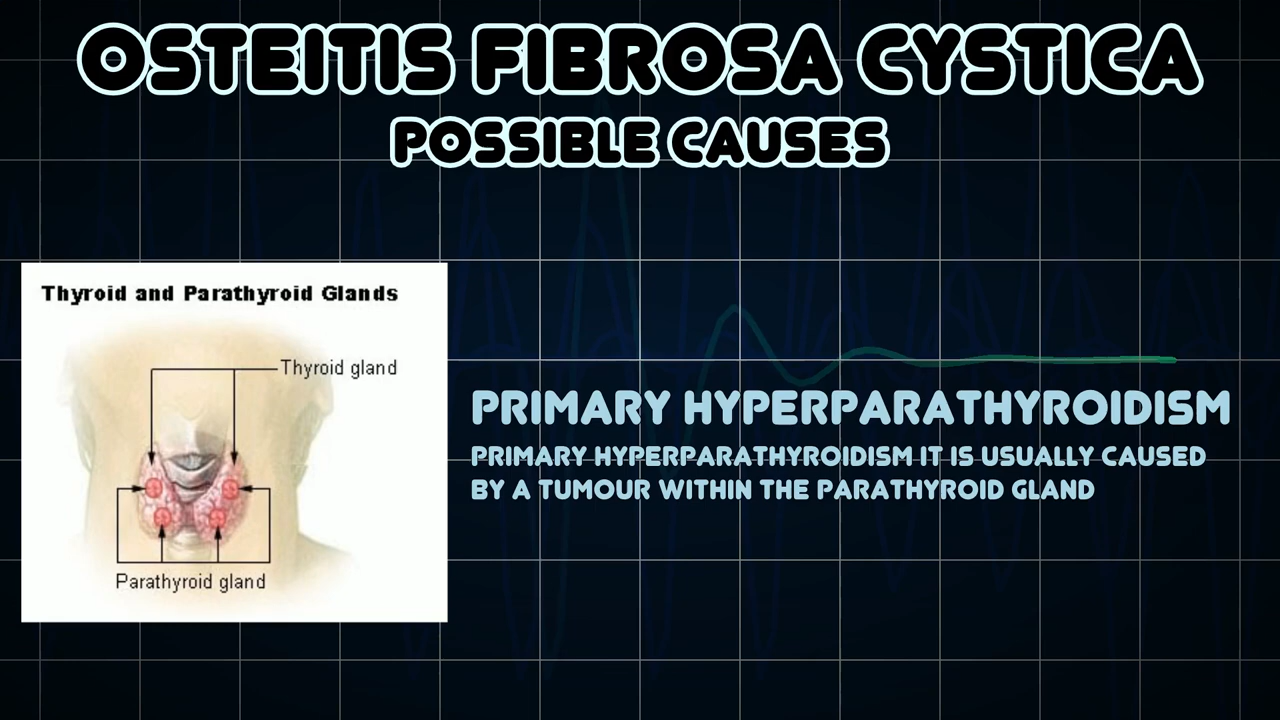 OSTEITIS FIBROSA CYSTICA
POSSIBLE CAUSES
Thyroid and Parathyroid Glands
Thyroid gland
Parathyroid gland
PRIMARY HYPERPARATHYROIDISM
PRIMARY HYPERPARATHYROIDISM IT IS USUALLY CAUSED
BY A TUMOUR WITHIN THE PARATHYROID GLAND